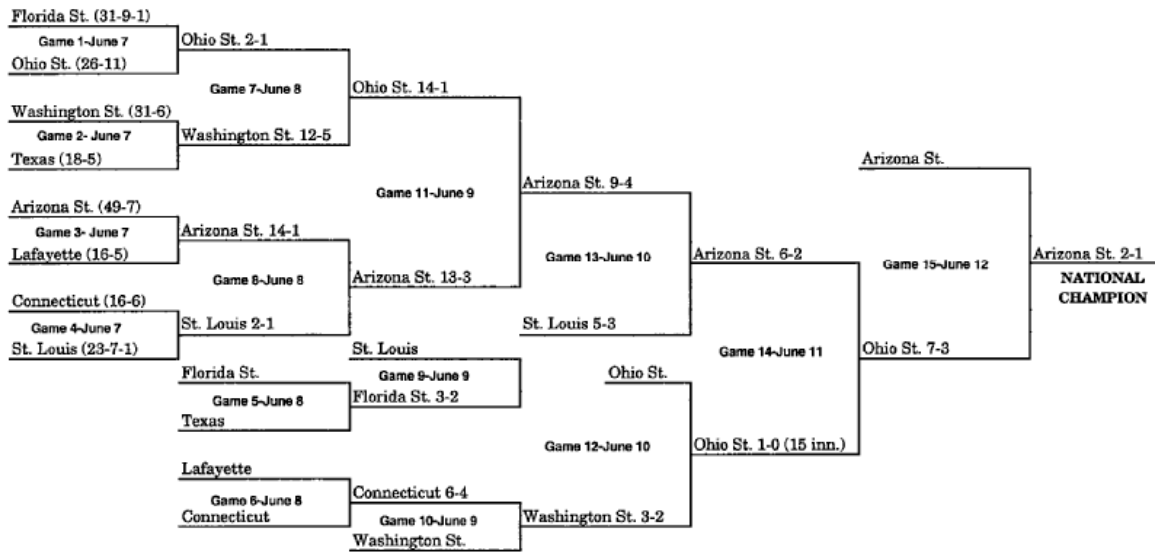 Florida St. (31-9-1)
Game 1-June 7
Ohio St. (26-11)
Ohio St. 2-1
Game 7-June 8
Washington St. (31-6)
Game 2- June 7
Texas (18-5)
Washington St. 12-5
Ohio St. 14-1
Game 11-June 9
Arizona St. (49-7)
Game 3- June 7
Lafayette (16-5)
Arizona St. 14-1
Game 8-June 8
Connecticut (16-6)
Game 4-June 7
St. Louis (23-7-1)
St. Louis 2-1
Arizona St. 13-3
Arizona St. 9-4
Game 13-June 10
St. Louis 5-3
Arizona St. 6-2
St. Louis
Game 9-June 9
Florida St. 3-2
Florida St.
Game 5-June 8
Texas
Lafayette
Game 6-June 8
Connecticut
Connecticut 6-4
Game 10-June 9
Washington St.
Ohio St.
Game 12-June 10
Washington St. 3-2
Ohio St. 1-0 (15 inn.)
Game 14-June 11
Ohio St. 7-3
Arizona St.
Game 15-June 12
Arizona St. 2-1
NATIONAL
CHAMPION